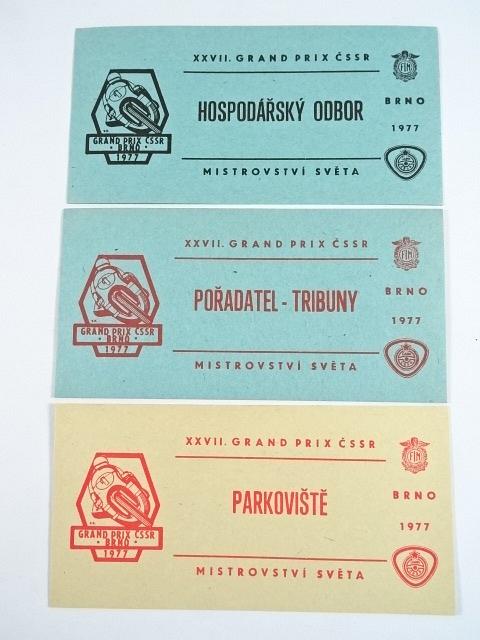 XXVII. GRAND PRIX ČSSR
FIM
HOSPODÁŘSKÝ ODBOR
BRNO
1977
GRAND PRIX ČSSR
• BRNO •
1977
MISTROVSTVÍ SVĚTA
XXVII. GRAND PRIX ČSSR
FIM
POŘADATEL - TRIBUNY
BRNO
1977
GRAND PRIX ČSSR
• BRNO •
1977
MISTROVSTVÍ SVĚTA
XXVII. GRAND PRIX ČSSR
FIM
PARKOVIŠTĚ
BRNO
1977
GRAND PRIX ČSSR
• BRNO •
1977
MISTROVSTVÍ SVĚTA